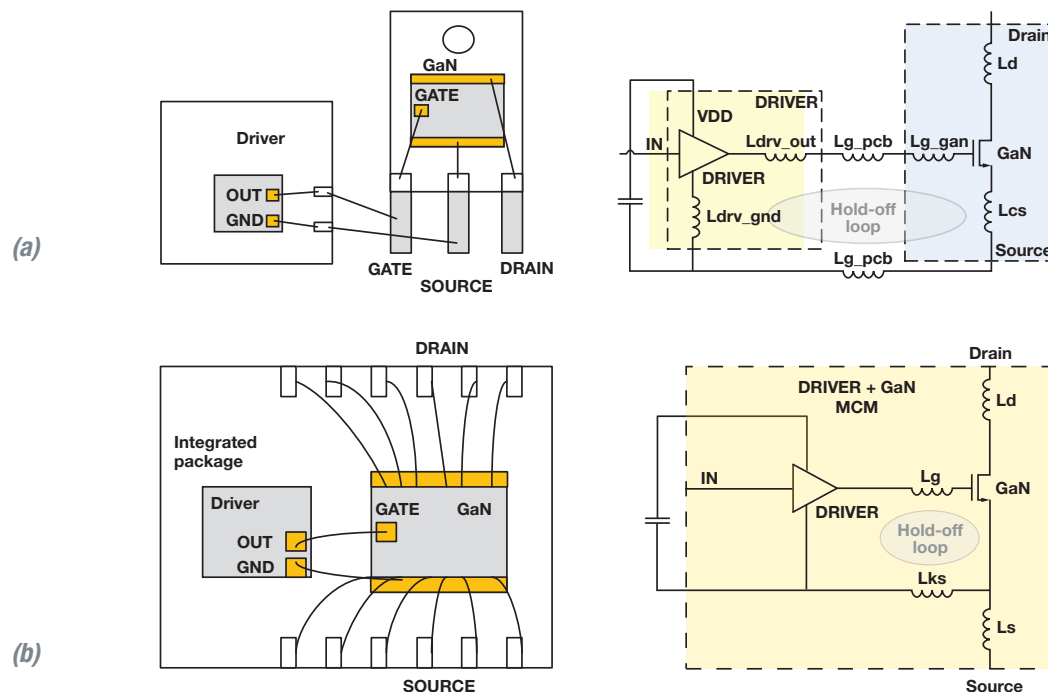 GaN
GATE
Driver
OUT
GND
(a)
GATE
SOURCE
DRAIN
Drain
Ld
DRIVER
VDD
IN
Ldrv_out
Lg_pcb
Lg_gan
GaN
DRIVER
Ldrv_gnd
Hold-off
loop
Lcs
Source
Lg_pcb
DRAIN
Integrated
package
Driver
GATE
GaN
OUT
GND
(b)
SOURCE
Drain
DRIVER + GaN
MCM
Ld
IN
Lg
GaN
DRIVER
Hold-off
loop
Lks
Ls
Source